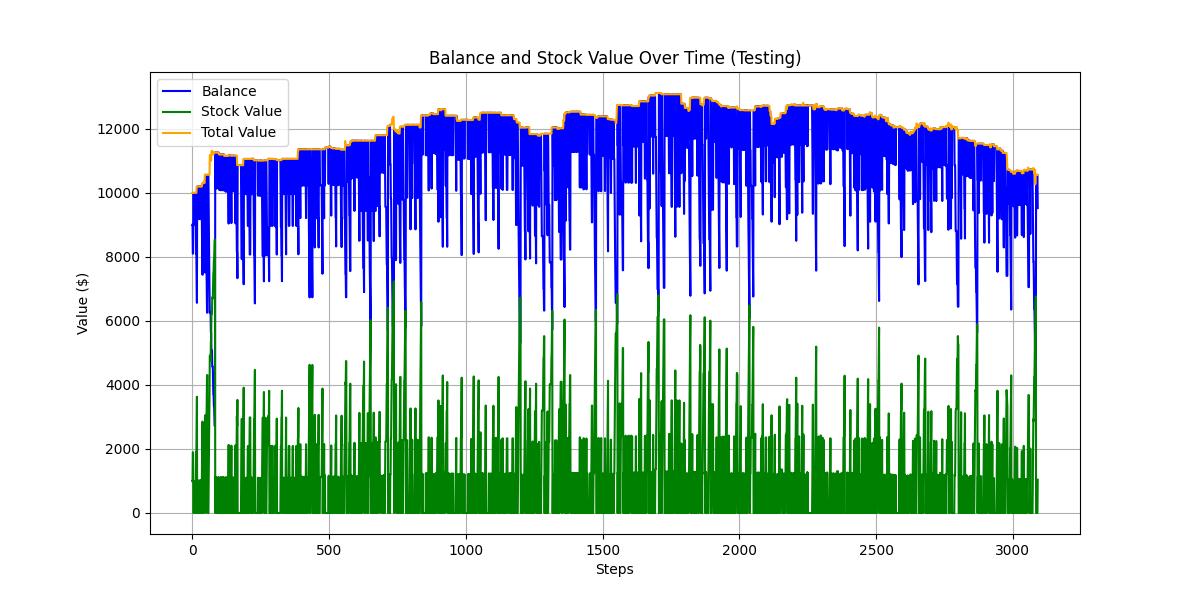 Balance and Stock Value Over Time (Testing)
Balance
Stock Value
Total Value
Value ($)
12000
10000
8000
6000
4000
2000
0
0 500 1000 1500 2000 2500 3000
Steps